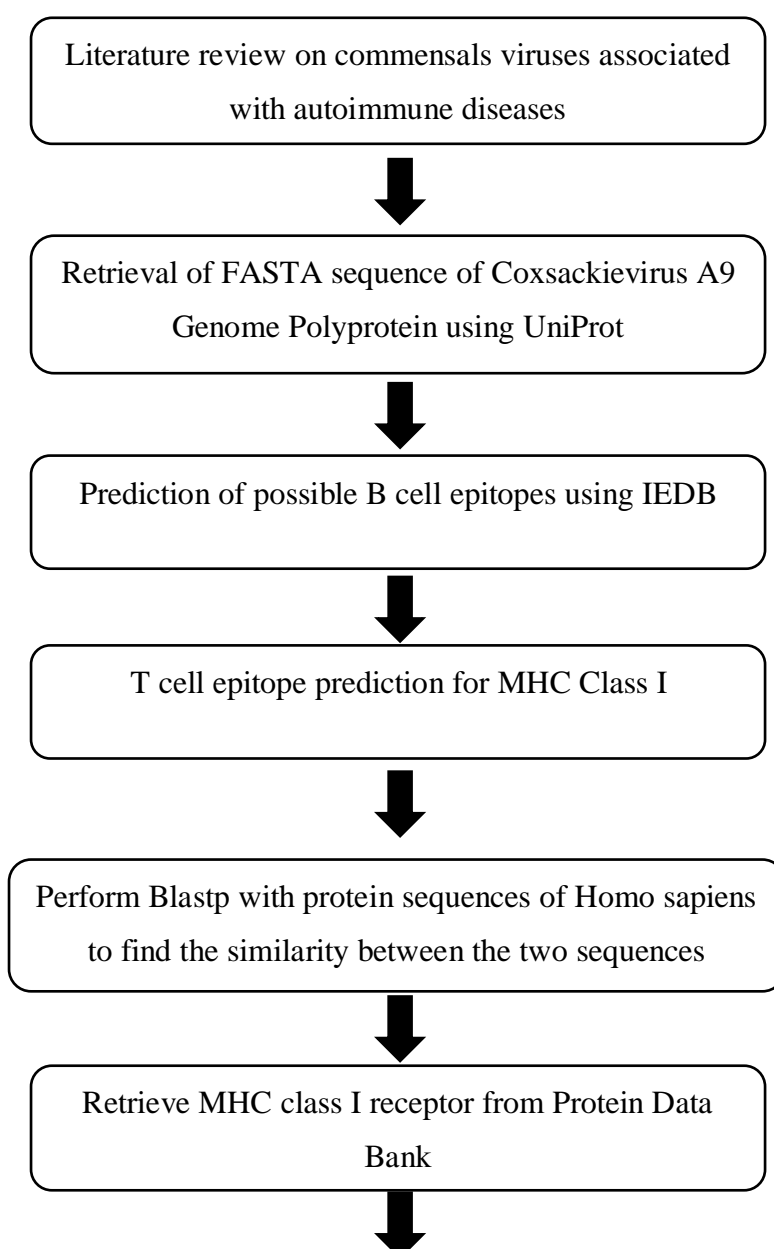 Literature review on commensals viruses associated
with autoimmune diseases
Retrieval of FASTA sequence of Coxsackievirus A9
Genome Polyprotein using UniProt
Prediction of possible B cell epitopes using IEDB
T cell epitope prediction for MHC Class I
Perform Blastp with protein sequences of Homo sapiens
to find the similarity between the two sequences
Retrieve MHC class I receptor from Protein Data
Bank